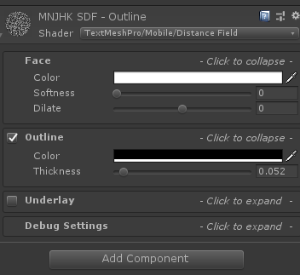 MNJHK SDF - Outline
Shader TextMeshPro/Mobile/Distance Field
Face - Click to collapse -
Color
Softness 0
Dilate 0
Outline - Click to collapse -
Color
Thickness 0.052
Underlay - Click to expand -
Debug Settings - Click to expand -
Add Component